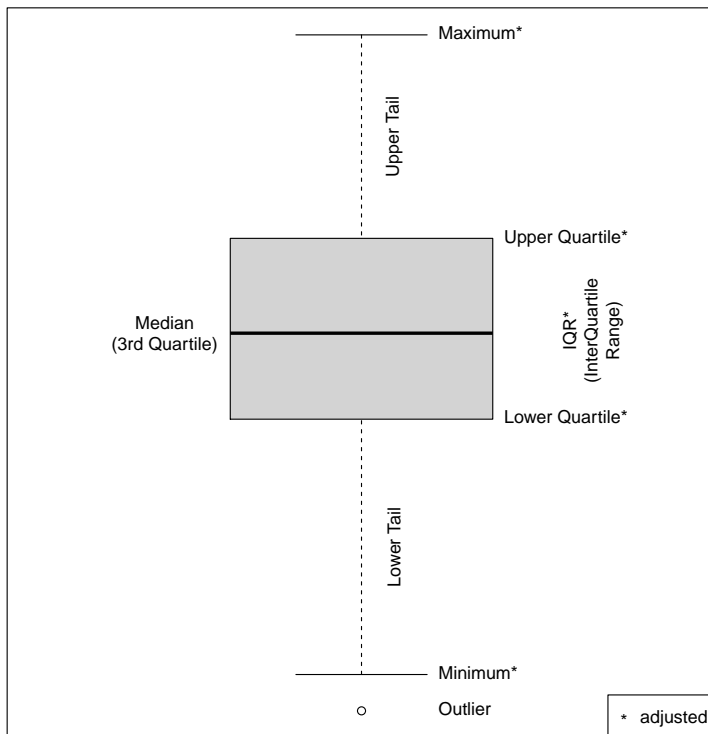 Maximum*
Upper Tail
Upper Quartile*
Median
(3rd Quartile)
IQR*
(InterQuartile
Range)
Lower Quartile*
Lower Tail
Minimum*
Outlier
* adjusted